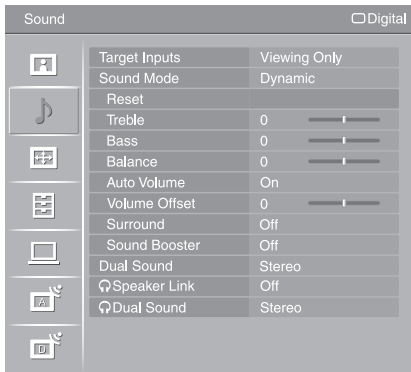 Sound Digital
Target Inputs Viewing Only
Sound Mode Dynamic
Reset
Treble 0
Bass 0
Balance 0
Auto Volume On
Volume Offset 0
Surround Off
Sound Booster Off
Dual Sound Stereo
Speaker Link Off
Dual Sound Stereo
A
D